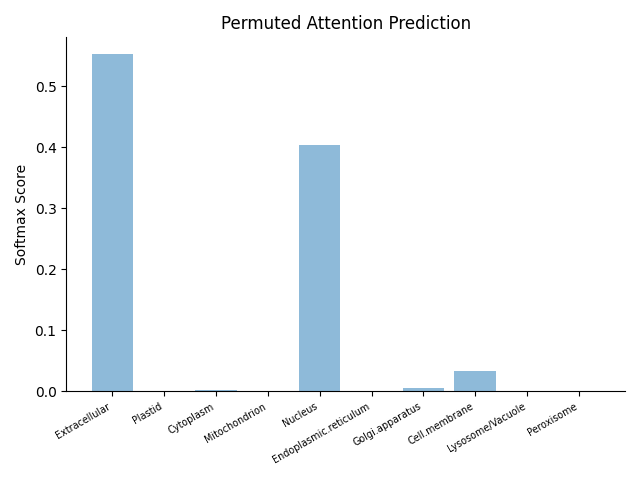 Permuted Attention Prediction
Softmax Score
0.5
0.4
0.3
0.2
0.1
0.0
Extracellular
Plastid
Cytoplasm
Mitochondrion
Nucleus
Endoplasmic.reticulum
Golgi.apparatus
Cell.membrane
Lysosome/Vacuole
Peroxisome